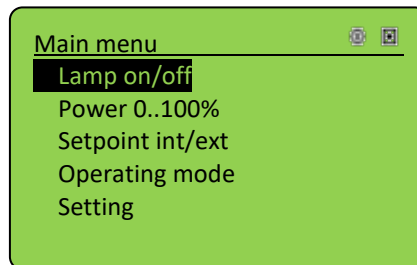 Main menu
Lamp on/off
Power 0..100%
Setpoint int/ext
Operating mode
Setting